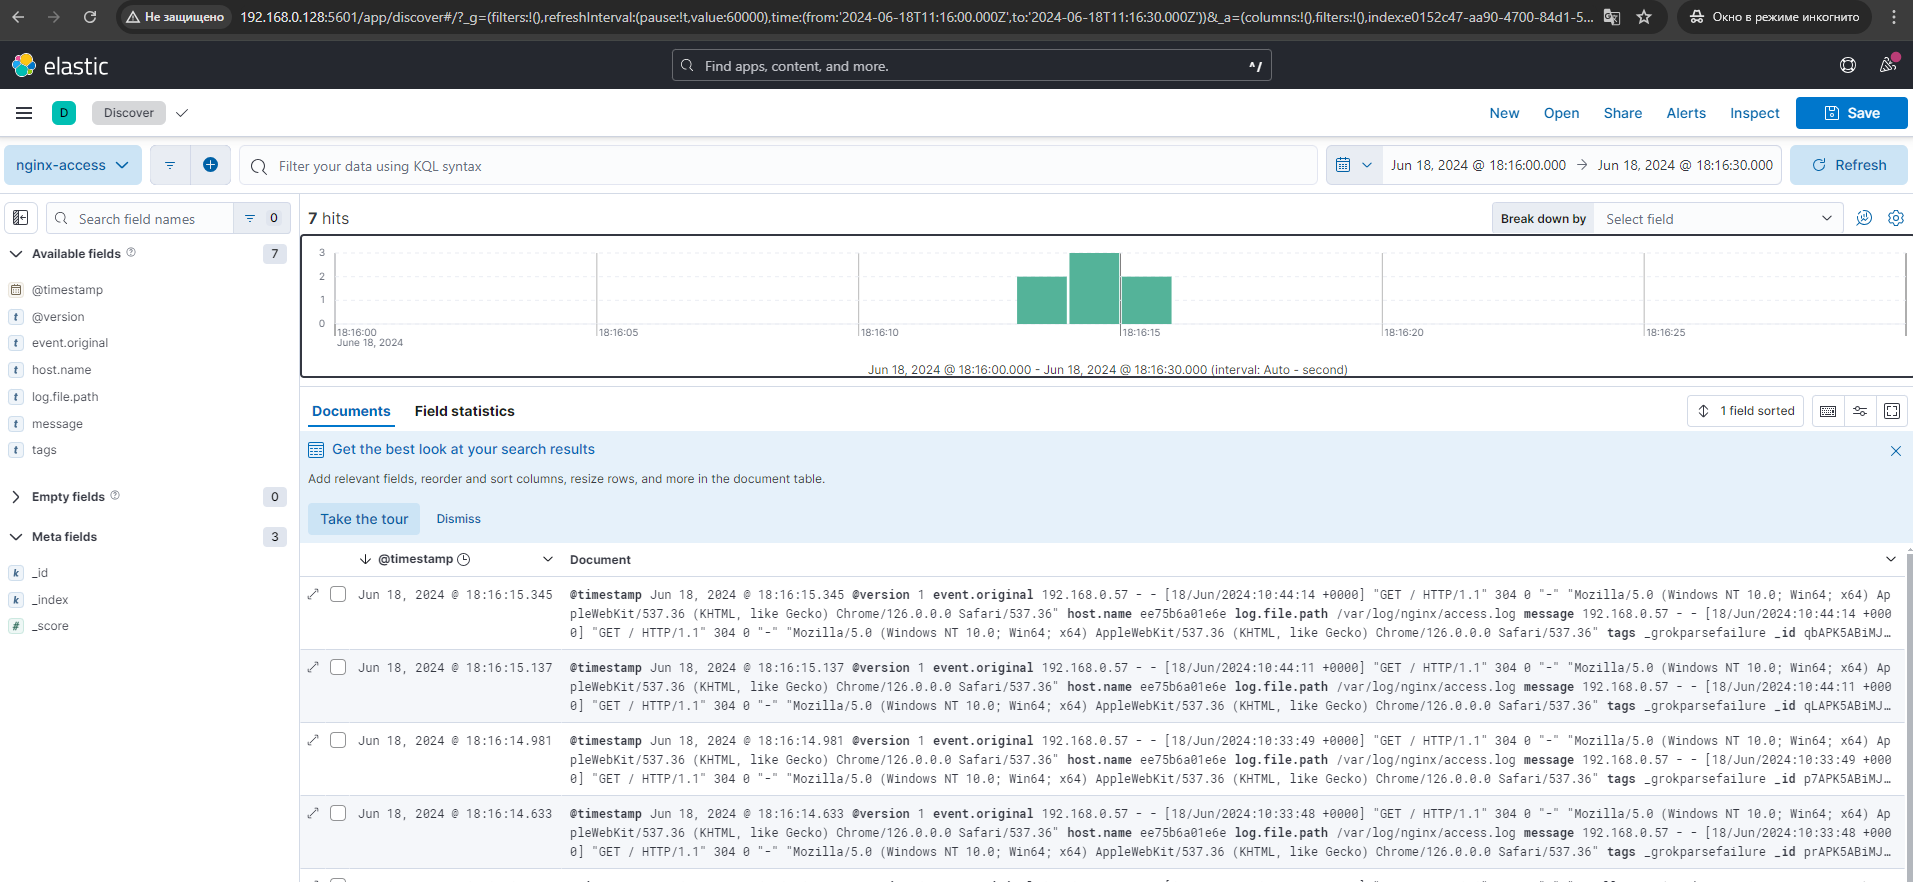 Не защищено
192.168.0.128:5601/app/discover#/?_g=(filters:!(),refreshInterval:(pause:!t,value:60000),time:(from:'2024-06-18T11:16:00.000Z',to:'2024-06-18T11:16:30.000Z'))&_a=(columns:!(),filters:!(),index:e0152c47-aa90-4700-84d1-5...
Окно в режиме инкогнито
elastic
Find apps, content, and more.
^/
D
Discover
New
Open
Share
Alerts
Inspect
Save
nginx-access
Filter your data using KQL syntax
Jun 18, 2024 @ 18:16:00.000 → Jun 18, 2024 @ 18:16:30.000
Refresh
Search field names
0
7 hits
Break down by
Select field
Available fields
7
@timestamp
t @version
t event.original
t host.name
t log.file.path
t message
t tags
Empty fields
0
Meta fields
3
k _id
k _index
# _score
3
2
1
0
18:16:00
18:16:05
18:16:10
18:16:15
18:16:20
18:16:25
June 18, 2024
Jun 18, 2024 @ 18:16:00.000 - Jun 18, 2024 @ 18:16:30.000 (interval: Auto - second)
Documents
Field statistics
1 field sorted
Get the best look at your search results
Add relevant fields, reorder and sort columns, resize rows, and more in the document table.
Take the tour
Dismiss
@timestamp
Document
Jun 18, 2024 @ 18:16:15.345
@timestamp Jun 18, 2024 @ 18:16:15.345 @version 1 event.original 192.168.0.57 - - [18/Jun/2024:10:44:14 +0000] "GET / HTTP/1.1" 304 0 "-" "Mozilla/5.0 (Windows NT 10.0; Win64; x64) Ap
pleWebKit/537.36 (KHTML, like Gecko) Chrome/126.0.0.0 Safari/537.36" host.name ee75b6a01e6e log.file.path /var/log/nginx/access.log message 192.168.0.57 - - [18/Jun/2024:10:44:14 +000
0] "GET / HTTP/1.1" 304 0 "-" "Mozilla/5.0 (Windows NT 10.0; Win64; x64) AppleWebKit/537.36 (KHTML, like Gecko) Chrome/126.0.0.0 Safari/537.36" tags _grokparsefailure _id qbAPK5ABiMJ…
Jun 18, 2024 @ 18:16:15.137
@timestamp Jun 18, 2024 @ 18:16:15.137 @version 1 event.original 192.168.0.57 - - [18/Jun/2024:10:44:11 +0000] "GET / HTTP/1.1" 304 0 "-" "Mozilla/5.0 (Windows NT 10.0; Win64; x64) Ap
pleWebKit/537.36 (KHTML, like Gecko) Chrome/126.0.0.0 Safari/537.36" host.name ee75b6a01e6e log.file.path /var/log/nginx/access.log message 192.168.0.57 - - [18/Jun/2024:10:44:11 +000
0] "GET / HTTP/1.1" 304 0 "-" "Mozilla/5.0 (Windows NT 10.0; Win64; x64) AppleWebKit/537.36 (KHTML, like Gecko) Chrome/126.0.0.0 Safari/537.36" tags _grokparsefailure _id qLAPK5ABiMJ…
Jun 18, 2024 @ 18:16:14.981
@timestamp Jun 18, 2024 @ 18:16:14.981 @version 1 event.original 192.168.0.57 - - [18/Jun/2024:10:33:49 +0000] "GET / HTTP/1.1" 304 0 "-" "Mozilla/5.0 (Windows NT 10.0; Win64; x64) Ap
pleWebKit/537.36 (KHTML, like Gecko) Chrome/126.0.0.0 Safari/537.36" host.name ee75b6a01e6e log.file.path /var/log/nginx/access.log message 192.168.0.57 - - [18/Jun/2024:10:33:49 +000
0] "GET / HTTP/1.1" 304 0 "-" "Mozilla/5.0 (Windows NT 10.0; Win64; x64) AppleWebKit/537.36 (KHTML, like Gecko) Chrome/126.0.0.0 Safari/537.36" tags _grokparsefailure _id p7APK5ABiMJ…
Jun 18, 2024 @ 18:16:14.633
@timestamp Jun 18, 2024 @ 18:16:14.633 @version 1 event.original 192.168.0.57 - - [18/Jun/2024:10:33:48 +0000] "GET / HTTP/1.1" 304 0 "-" "Mozilla/5.0 (Windows NT 10.0; Win64; x64) Ap
pleWebKit/537.36 (KHTML, like Gecko) Chrome/126.0.0.0 Safari/537.36" host.name ee75b6a01e6e log.file.path /var/log/nginx/access.log message 192.168.0.57 - - [18/Jun/2024:10:33:48 +000
0] "GET / HTTP/1.1" 304 0 "-" "Mozilla/5.0 (Windows NT 10.0; Win64; x64) AppleWebKit/537.36 (KHTML, like Gecko) Chrome/126.0.0.0 Safari/537.36" tags _grokparsefailure _id prAPK5ABiMJ…